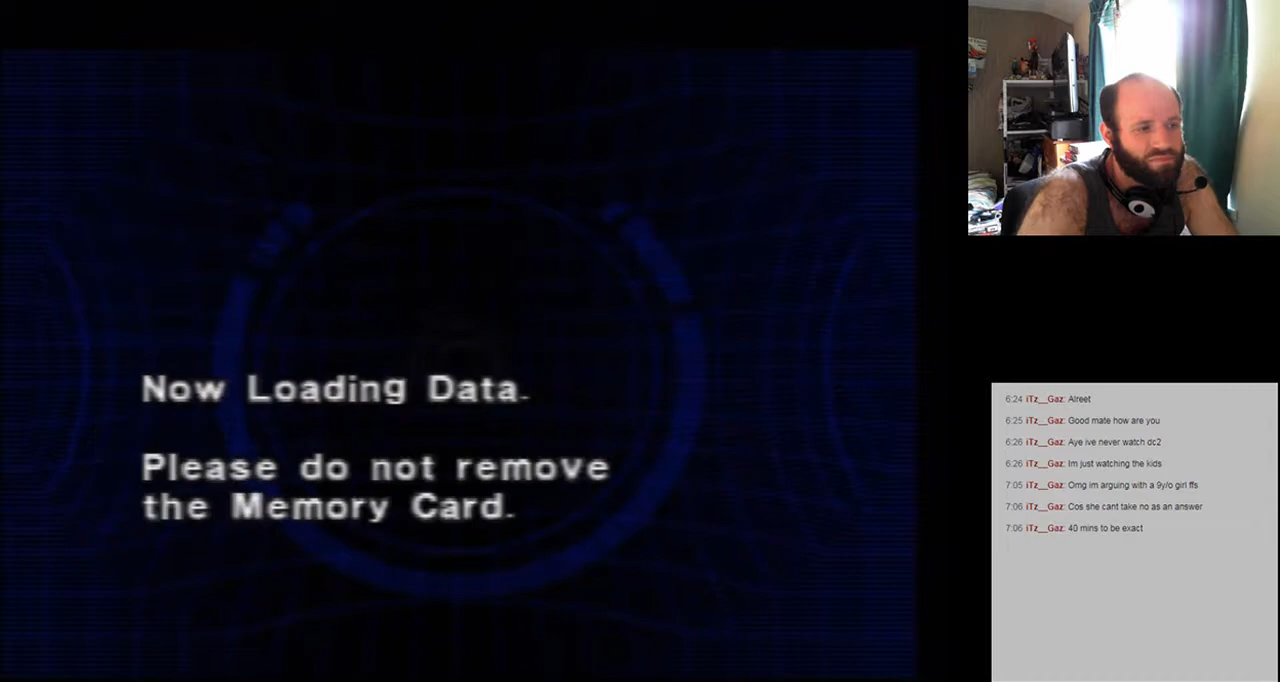 Now Loading Data.
Please do not remove
the Memory Card.
6:24 iTz__Gaz: Alreet
6:25 iTz__Gaz: Good mate how are you
6:26 iTz__Gaz: Aye ive never watch dc2
6:26 iTz__Gaz: Im just watching the kids
7:05 iTz__Gaz: Omg im arguing with a 9y/o girl ffs
7:06 iTz__Gaz: Cos she cant take no as an answer
7:06 iTz__Gaz: 40 mins to be exact